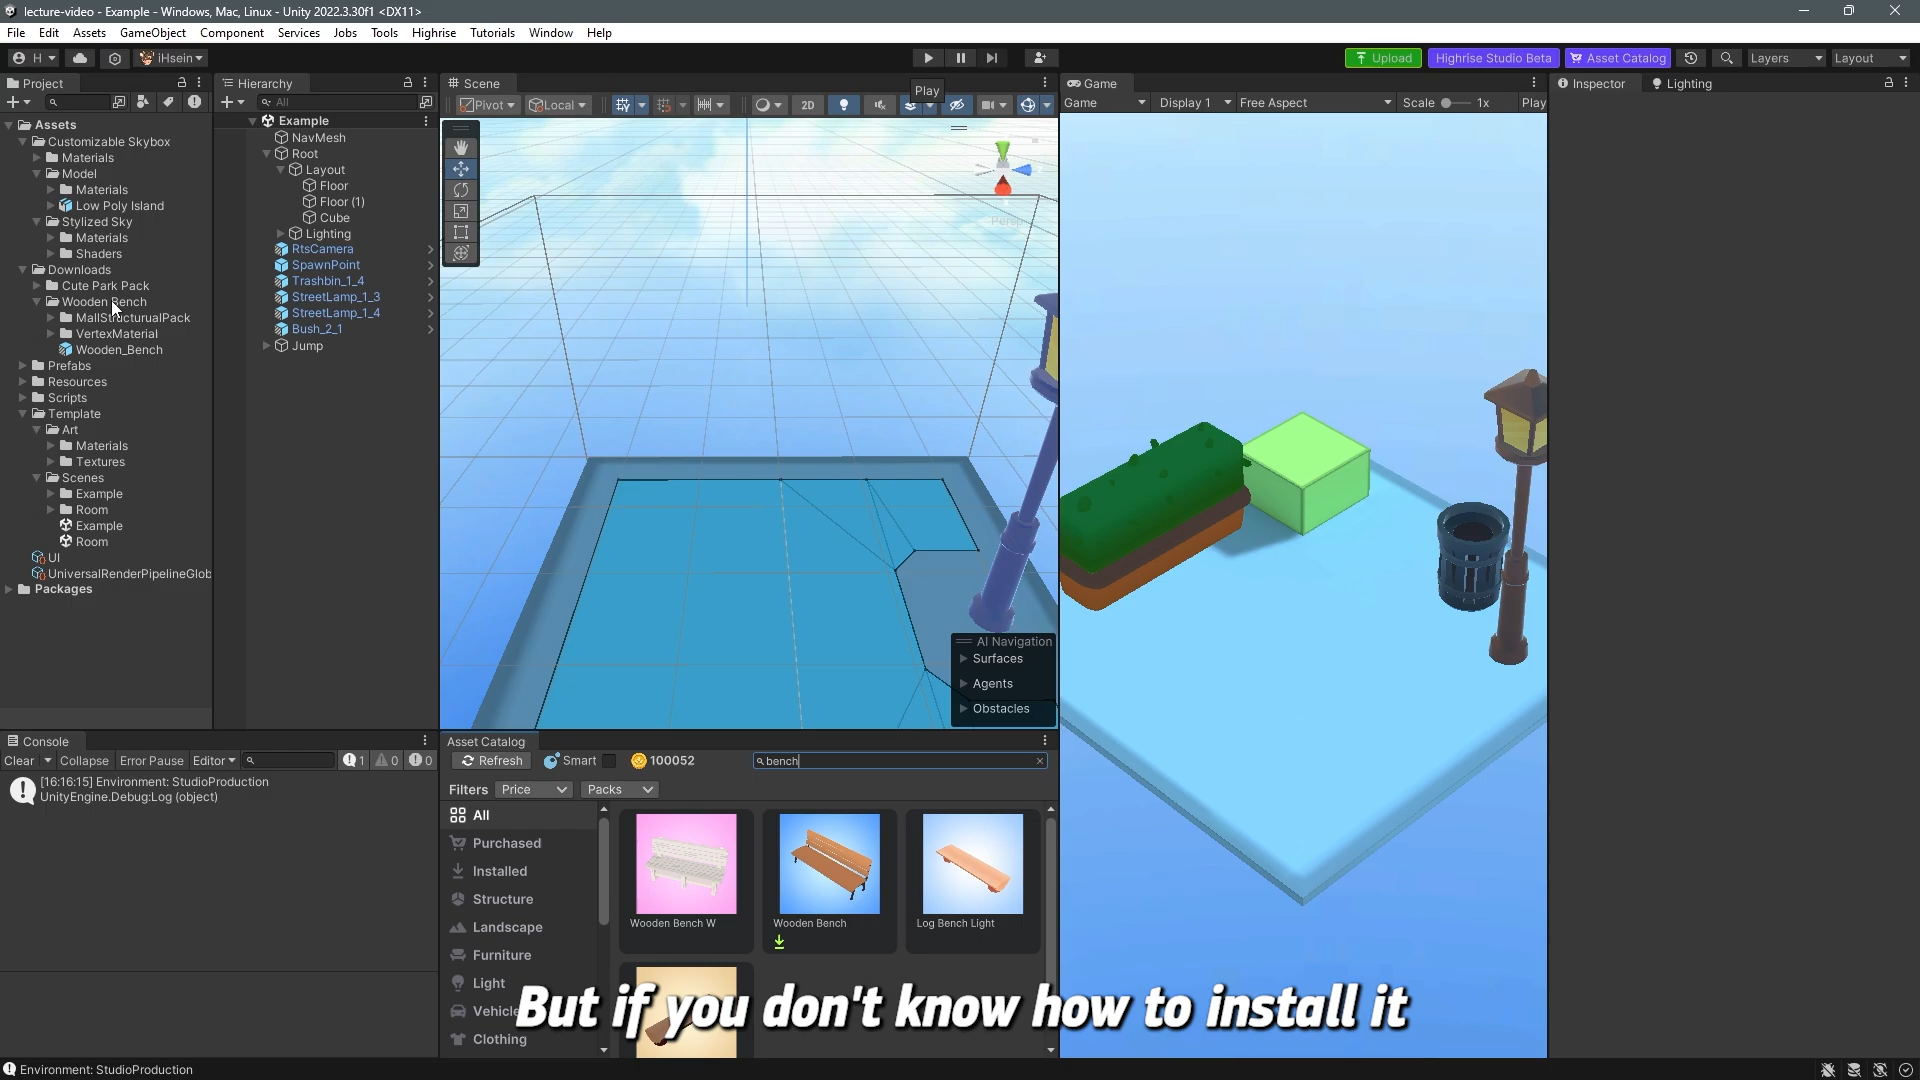 lecture-video - Example - Windows, Mac, Linux - Unity 2022.3.30f1 <DX11>
File Edit Assets GameObject Component Services Jobs Tools Highrise Tutorials Window Help
H iHsein Upload Highrise Studio Beta Asset Catalog Layers Layout
Project
Assets
Customizable Skybox
Materials
Model
Materials
Low Poly Island
Stylized Sky
Materials
Shaders
Downloads
Cute Park Pack
Wooden Bench
MallStructurualPack
VertexMaterial
Wooden_Bench
Prefabs
Resources
Scripts
Template
Art
Materials
Textures
Scenes
Example
Room
Example
Room
UI
UniversalRenderPipelineGlob
Packages
Hierarchy
All
Example
NavMesh
Root
Layout
Floor
Floor (1)
Cube
Lighting
RtsCamera
SpawnPoint
Trashbin_1_4
StreetLamp_1_3
StreetLamp_1_4
Bush_2_1
Jump
Scene
Pivot Local 2D
Play
Persp
AI Navigation
Surfaces
Agents
Obstacles
Game
Game Display 1 Free Aspect Scale 1x Play
Inspector Lighting
Console
Clear Collapse Error Pause Editor 1 0 0
[16:16:15] Environment: StudioProduction
UnityEngine.Debug:Log (object)
Asset Catalog
Refresh Smart 100052 bench
Filters Price Packs
All
Purchased
Installed
Structure
Landscape
Furniture
Light
Vehicle
Clothing
Wooden Bench W
Wooden Bench
Log Bench Light
But if you don't know how to install it
Environment: StudioProduction